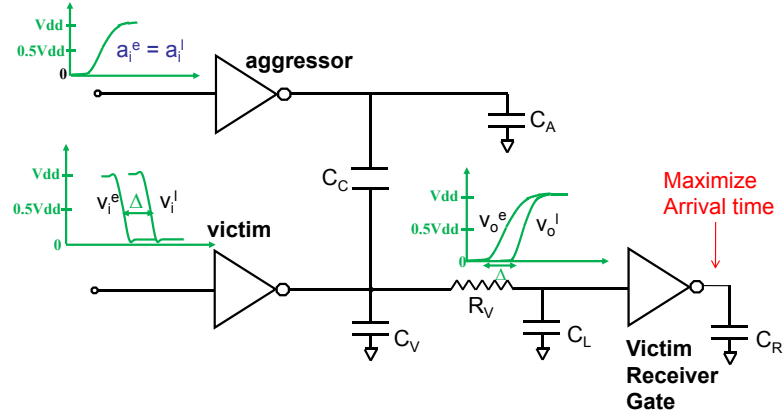 Vdd
0.5Vdd
0
a_i^e = a_i^l
aggressor
C_A
C_C
Vdd
0.5Vdd
0
v_i^e Δ v_i^l
victim
Vdd
0.5Vdd
0
v_o^e v_o^l
Δ
Maximize
Arrival time
R_V
C_V
C_L
C_R
Victim
Receiver
Gate